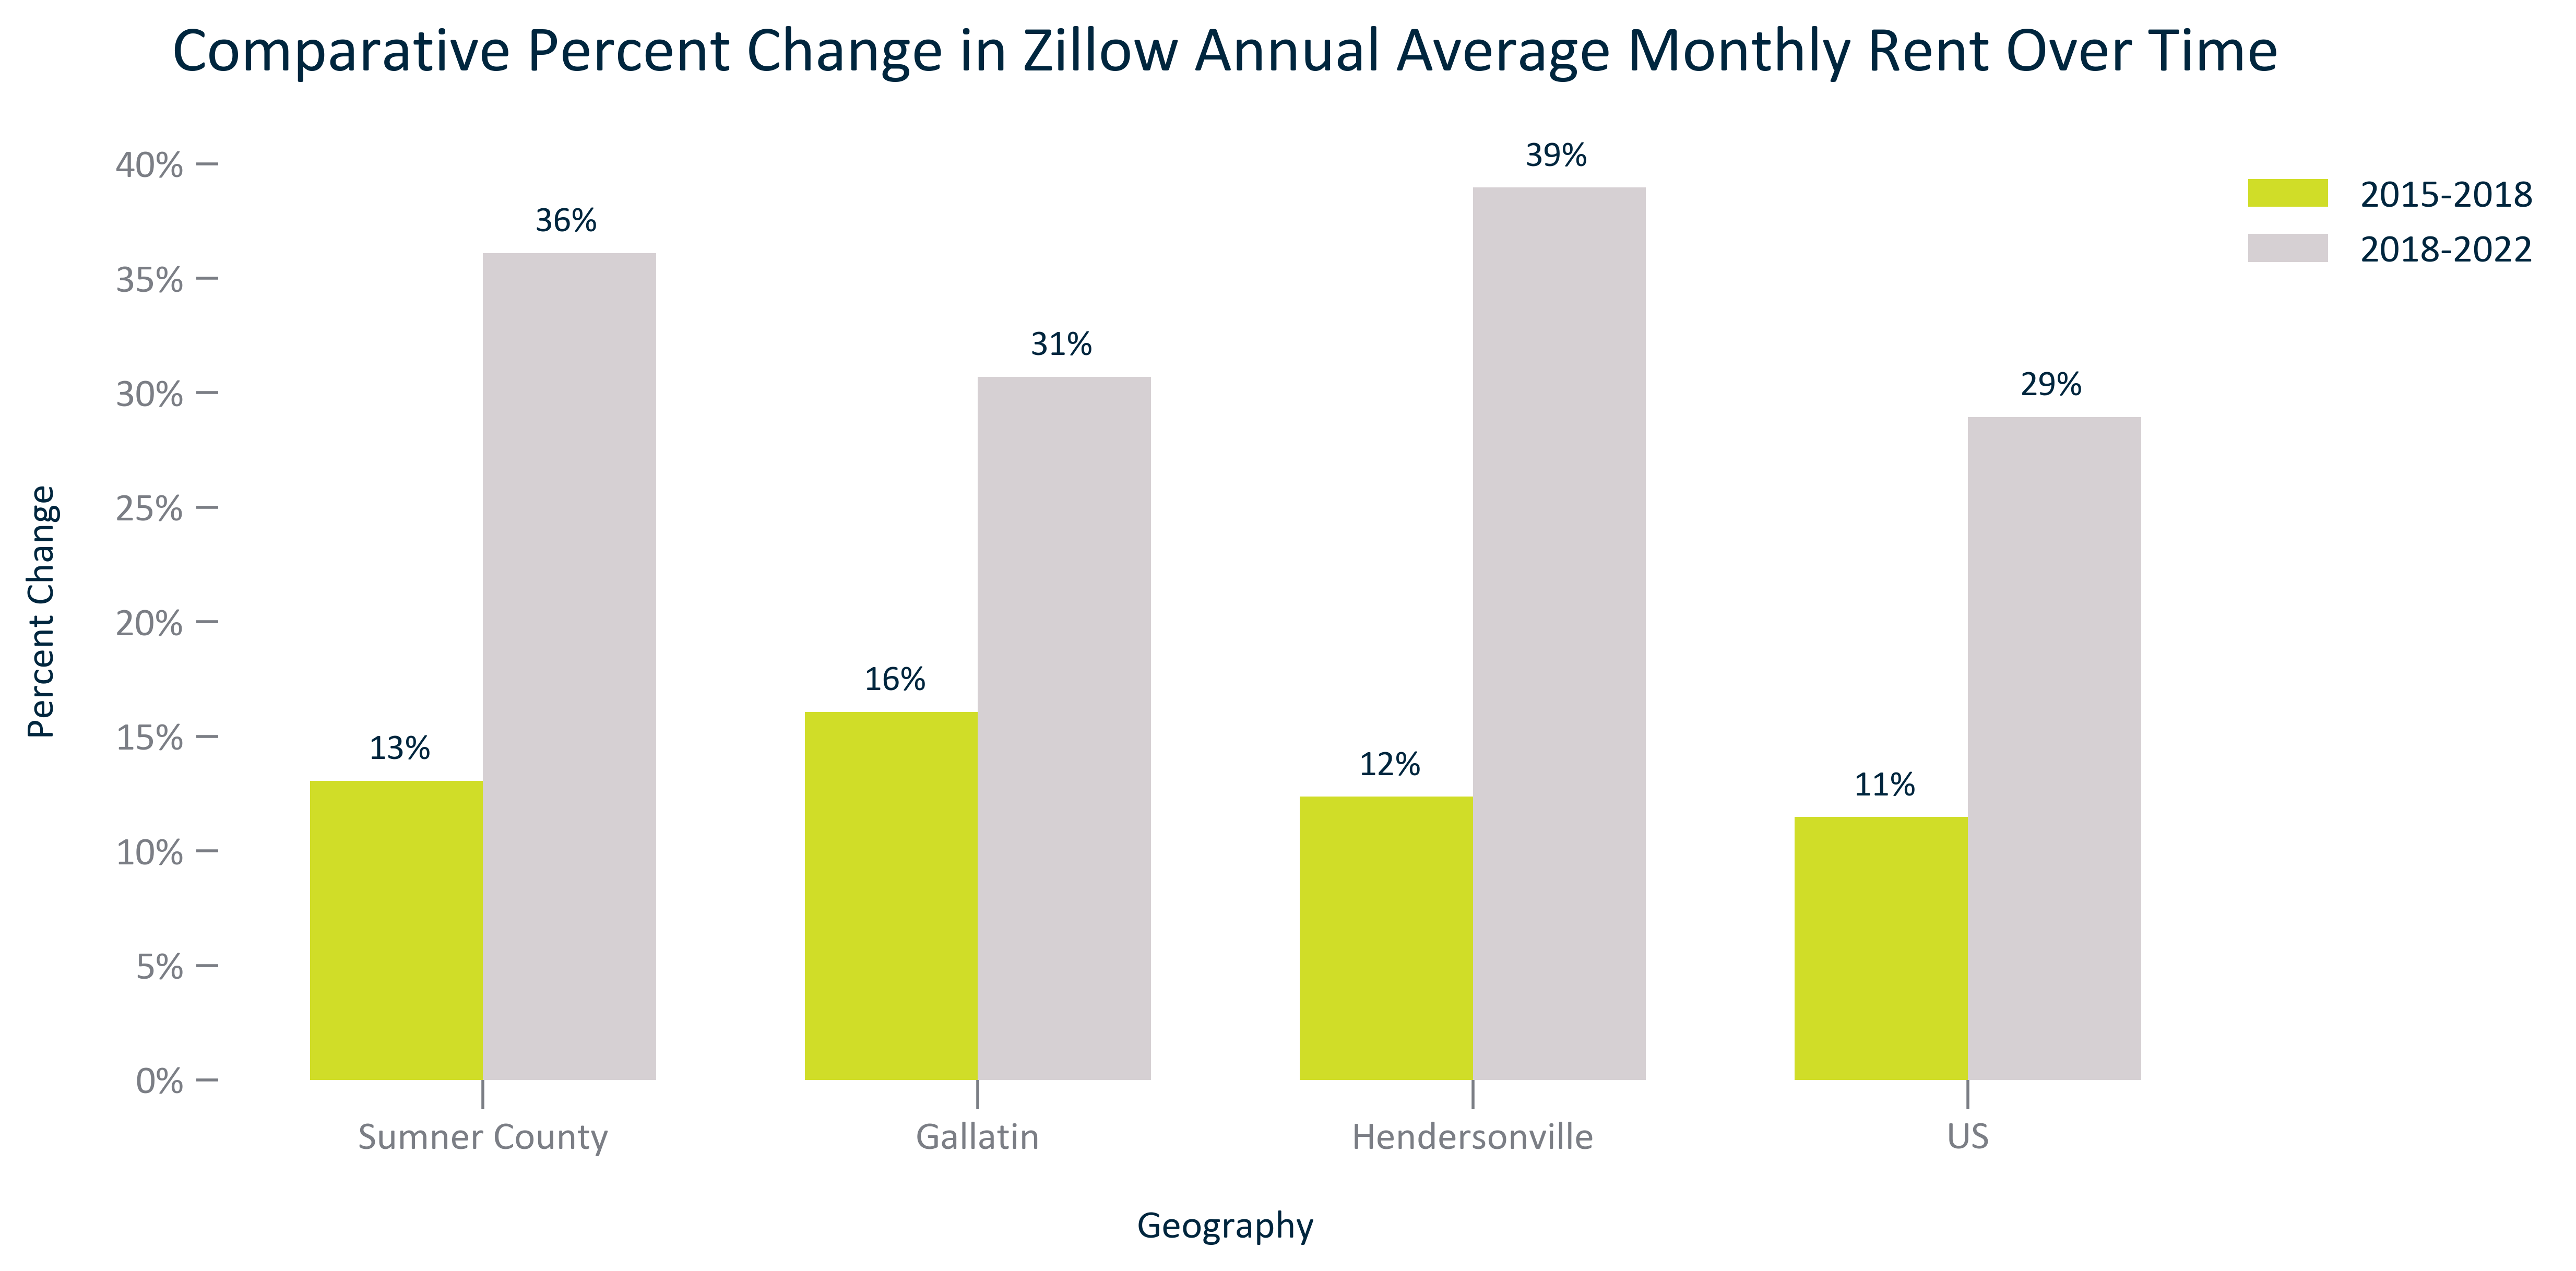 Comparative Percent Change in Zillow Annual Average Monthly Rent Over Time
40%
35%
30%
25%
20%
15%
10%
5%
0%
Percent Change
13%
36%
16%
31%
12%
39%
11%
29%
2015-2018
2018-2022
Sumner County
Gallatin
Hendersonville
US
Geography